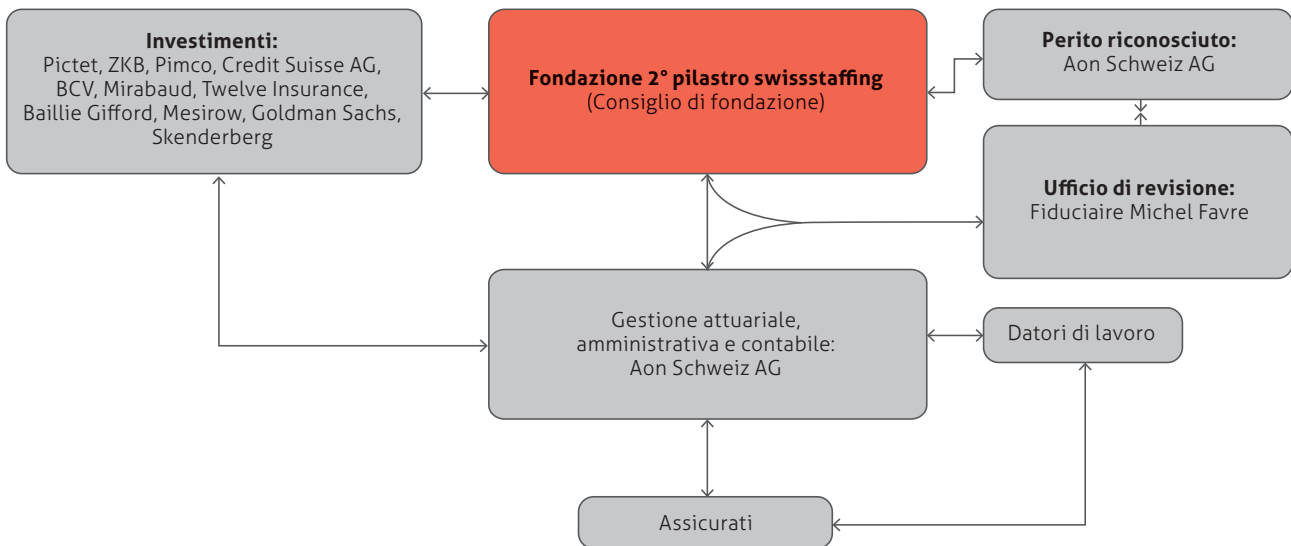 Investimenti:
Pictet, ZKB, Pimco, Credit Suisse AG,
BCV, Mirabaud, Twelve Insurance,
Baillie Gifford, Mesirow, Goldman Sachs,
Skenderberg
Fondazione 2° pilastro swissstaffing
(Consiglio di fondazione)
Perito riconosciuto:
Aon Schweiz AG
Ufficio di revisione:
Fiduciaire Michel Favre
Gestione attuariale,
amministrativa e contabile:
Aon Schweiz AG
Datori di lavoro
Assicurati